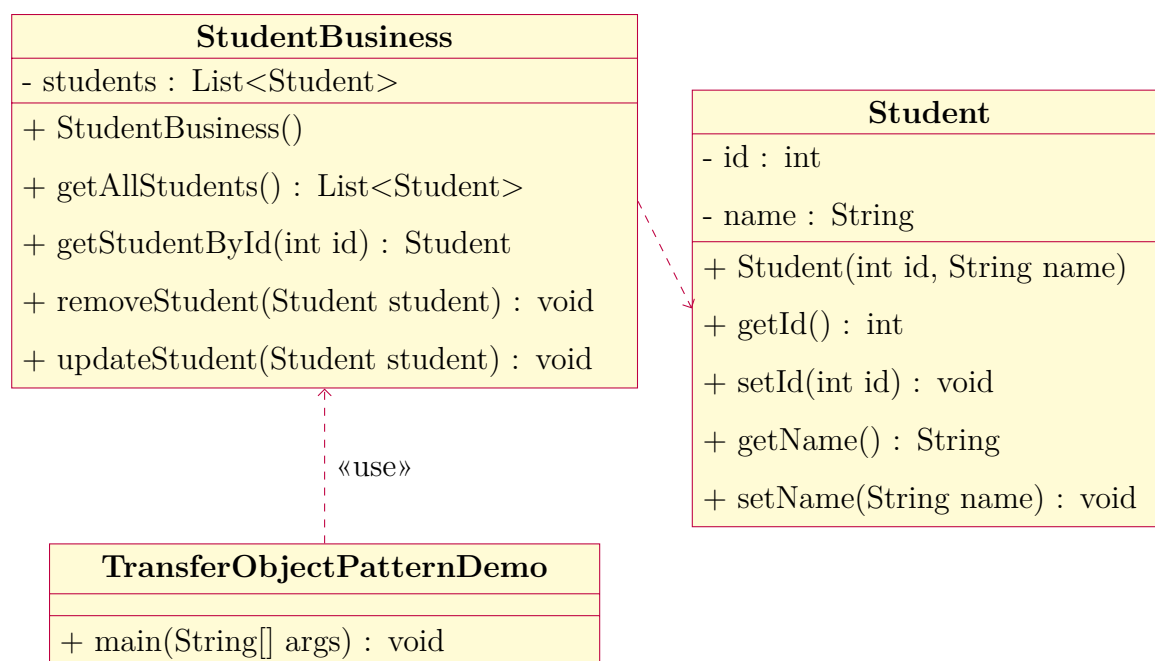 StudentBusiness
- students : List<Student>
+ StudentBusiness()
+ getAllStudents() : List<Student>
+ getStudentById(int id) : Student
+ removeStudent(Student student) : void
+ updateStudent(Student student) : void
Student
- id : int
- name : String
+ Student(int id, String name)
+ getId() : int
+ setId(int id) : void
+ getName() : String
+ setName(String name) : void
«use»
TransferObjectPatternDemo
+ main(String[] args) : void